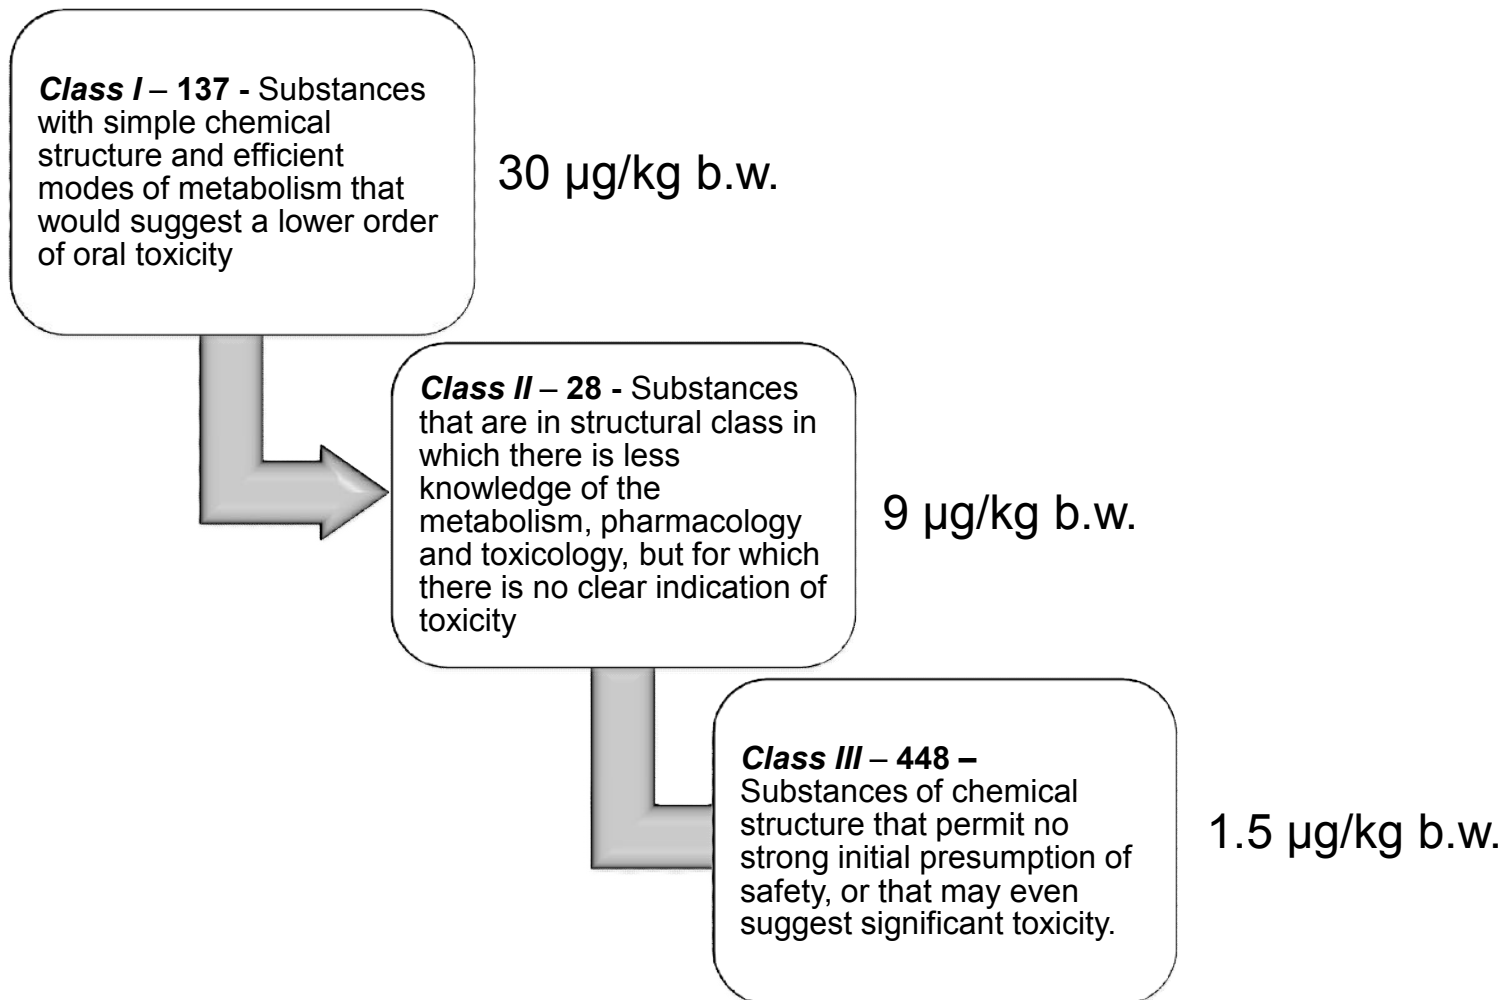 Class I – 137 - Substances
with simple chemical
structure and efficient
modes of metabolism that
would suggest a lower order
of oral toxicity
30 µg/kg b.w.
Class II – 28 - Substances
that are in structural class in
which there is less
knowledge of the
metabolism, pharmacology
and toxicology, but for which
there is no clear indication of
toxicity
9 µg/kg b.w.
Class III – 448 –
Substances of chemical
structure that permit no
strong initial presumption of
safety, or that may even
suggest significant toxicity.
1.5 µg/kg b.w.